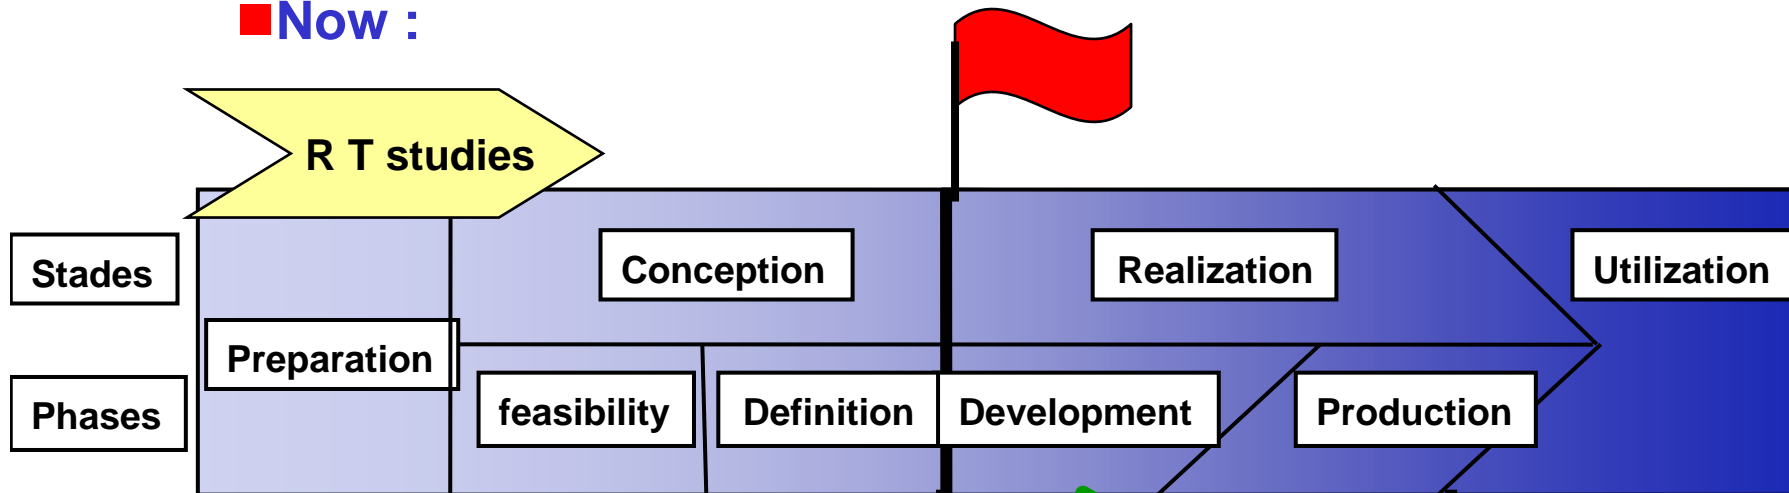 Now :
R T studies
Stades
Conception
Realization
Utilization
Preparation
Phases
feasibility
Definition
Development
Production